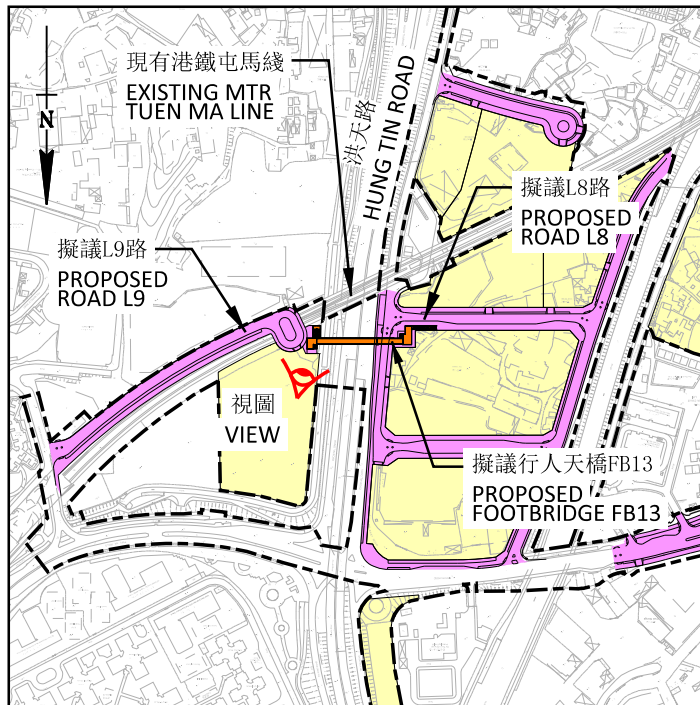 現有港鐵屯馬綫
EXISTING MTR
TUEN MA LINE
洪天路
HUNG TIN ROAD
N
擬議L8路
PROPOSED
ROAD L8
擬議L9路
PROPOSED
ROAD L9
視圖
VIEW
擬議行人天橋FB13
PROPOSED
FOOTBRIDGE FB13